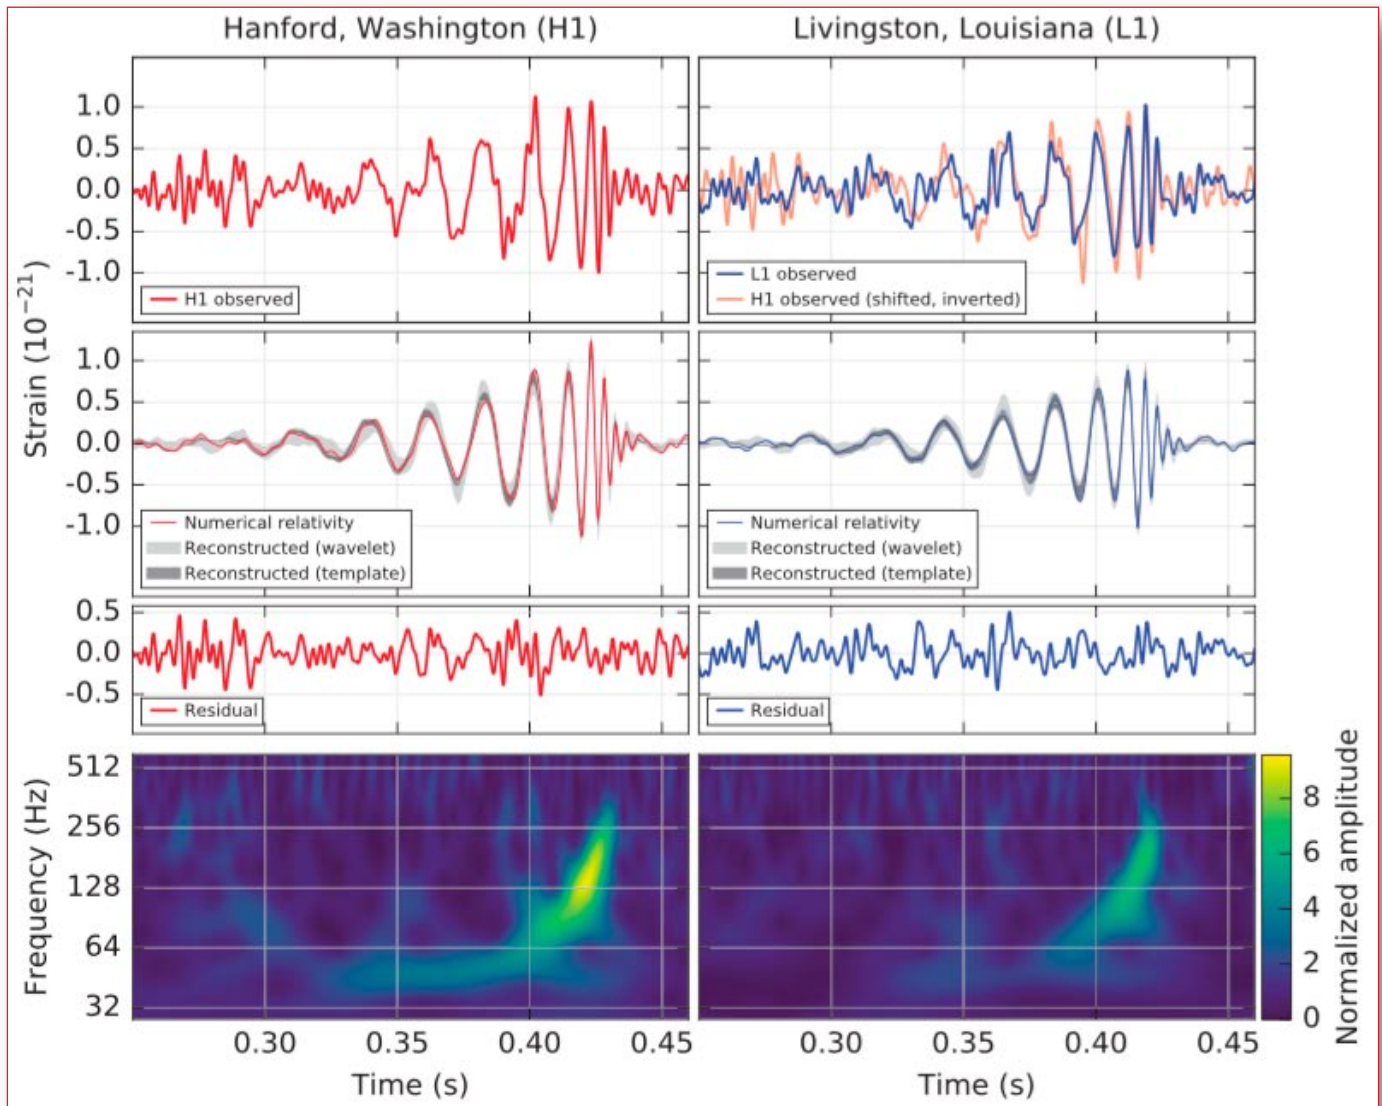 Hanford, Washington (H1)
Livingston, Louisiana (L1)
Strain (10⁻²¹)
1.0
0.5
0.0
-0.5
-1.0
H1 observed
L1 observed
H1 observed (shifted, inverted)
1.0
0.5
0.0
-0.5
-1.0
Numerical relativity
Reconstructed (wavelet)
Reconstructed (template)
Numerical relativity
Reconstructed (wavelet)
Reconstructed (template)
0.5
0.0
-0.5
Residual
Residual
Frequency (Hz)
512
256
128
64
32
Normalized amplitude
8
6
4
2
0
0.30 0.35 0.40 0.45
0.30 0.35 0.40 0.45
Time (s)
Time (s)